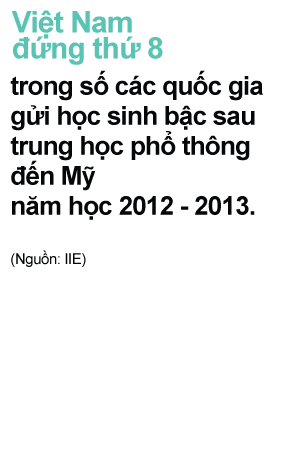 Việt Nam
đứng thứ 8
trong số các quốc gia
gửi học sinh bậc sau
trung học phổ thông
đến Mỹ
năm học 2012 - 2013.
(Nguồn: IIE)